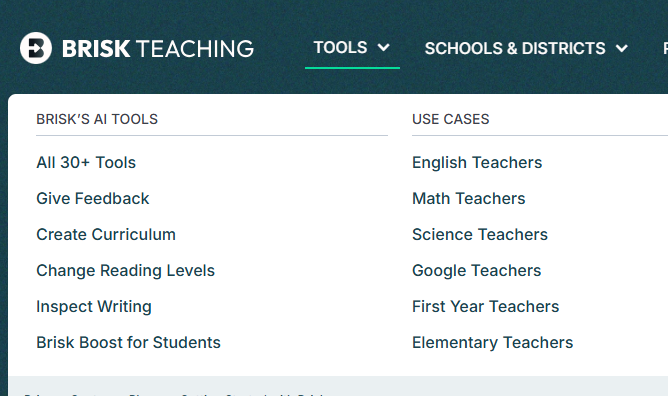 BRISK TEACHING
TOOLS
SCHOOLS & DISTRICTS
BRISK'S AI TOOLS
All 30+ Tools
Give Feedback
Create Curriculum
Change Reading Levels
Inspect Writing
Brisk Boost for Students
USE CASES
English Teachers
Math Teachers
Science Teachers
Google Teachers
First Year Teachers
Elementary Teachers